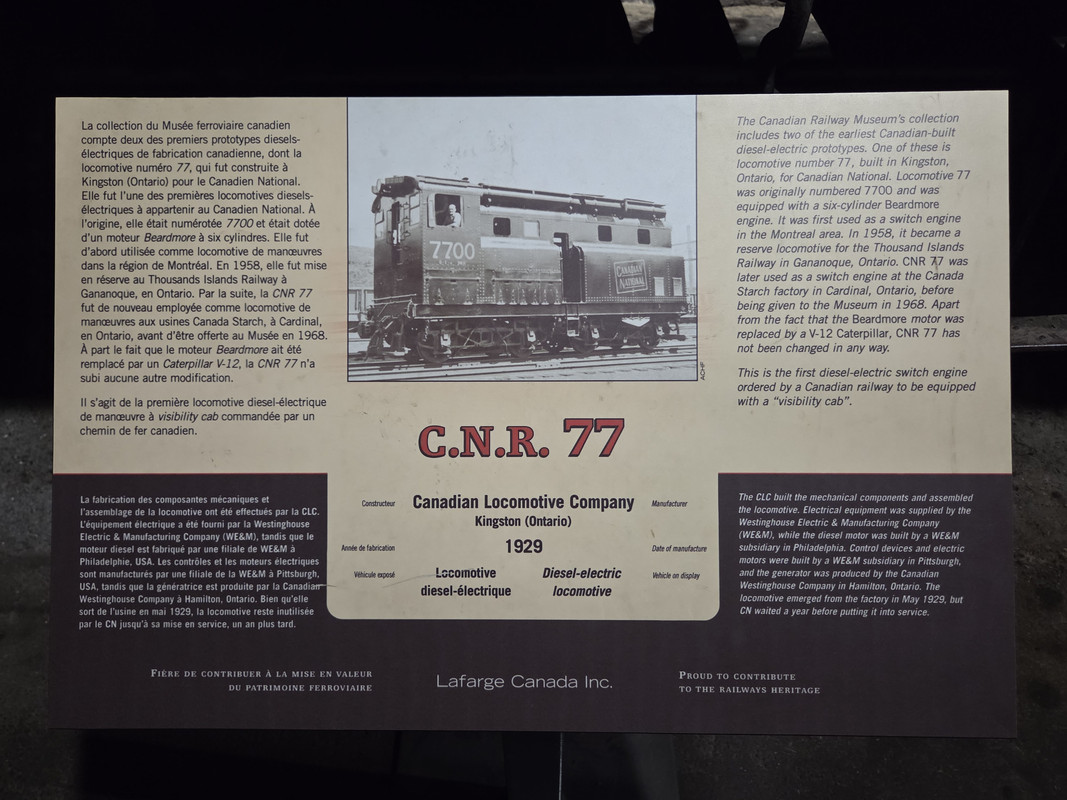 La collection du Musée ferroviaire canadien
compte deux des premiers prototypes diesels-
électriques de fabrication canadienne, dont la
locomotive numéro 77, qui fut construite à
Kingston (Ontario) pour le Canadien National.
Elle fut l'une des premières locomotives diesels-
électriques à appartenir au Canadien National. À
l'origine, elle était numérotée 7700 et était dotée
d'un moteur Beardmore à six cylindres. Elle fut
d'abord utilisée comme locomotive de manœuvres
dans la région de Montréal. En 1958, elle fut mise
en réserve au Thousands Islands Railway à
Gananoque, en Ontario. Par la suite, la CNR 77
fut de nouveau employée comme locomotive de
manœuvres aux usines Canada Starch, à Cardinal,
en Ontario, avant d'être offerte au Musée en 1968.
À part le fait que le moteur Beardmore ait été
remplacé par un Caterpillar V-12, la CNR 77 n'a
subi aucune autre modification.
Il s'agit de la première locomotive diesel-électrique
de manœuvre à visibility cab commandée par un
chemin de fer canadien.
7700
CANADIAN
NATIONAL
ACHF
The Canadian Railway Museum's collection
includes two of the earliest Canadian-built
diesel-electric prototypes. One of these is
locomotive number 77, built in Kingston,
Ontario, for Canadian National. Locomotive 77
was originally numbered 7700 and was
equipped with a six-cylinder Beardmore
engine. It was first used as a switch engine
in the Montreal area. In 1958, it became a
reserve locomotive for the Thousand Islands
Railway in Gananoque, Ontario. CNR 77 was
later used as a switch engine at the Canada
Starch factory in Cardinal, Ontario, before
being given to the Museum in 1968. Apart
from the fact that the Beardmore motor was
replaced by a V-12 Caterpillar, CNR 77 has
not been changed in any way.
This is the first diesel-electric switch engine
ordered by a Canadian railway to be equipped
with a "visibility cab".
C.N.R. 77
La fabrication des composantes mécaniques et
l'assemblage de la locomotive ont été effectués par la CLC.
L'équipement électrique a été fourni par la Westinghouse
Electric & Manufacturing Company (WE&M), tandis que le
moteur diesel est fabriqué par une filiale de WE&M à
Philadelphie, USA. Les contrôles et les moteurs électriques
sont manufacturés par une filiale de la WE&M à Pittsburgh,
USA, tandis que la génératrice est produite par la Canadian
Westinghouse Company à Hamilton, Ontario. Bien qu'elle
sort de l'usine en mai 1929, la locomotive reste inutilisée
par le CN jusqu'à sa mise en service, un an plus tard.
Constructeur Canadian Locomotive Company Manufacturer
Kingston (Ontario)
Année de fabrication 1929 Date of manufacture
Véhicule exposé Locomotive Diesel-electric Vehicle on display
diesel-électrique locomotive
The CLC built the mechanical components and assembled
the locomotive. Electrical equipment was supplied by the
Westinghouse Electric & Manufacturing Company
(WE&M), while the diesel motor was built by a WE&M
subsidiary in Philadelphia. Control devices and electric
motors were built by a WE&M subsidiary in Pittsburgh,
and the generator was produced by the Canadian
Westinghouse Company in Hamilton, Ontario. The
locomotive emerged from the factory in May 1929, but
CN waited a year before putting it into service.
Fière de contribuer à la mise en valeur
du patrimoine ferroviaire
Lafarge Canada Inc.
Proud to contribute
to the railways heritage